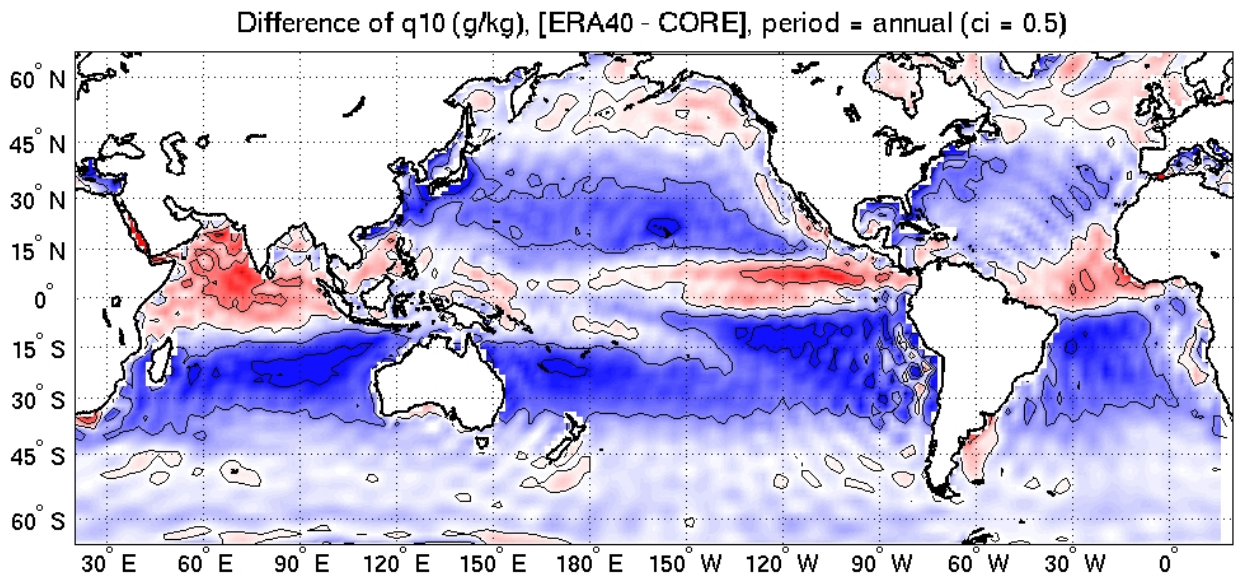 Difference of q10 (g/kg), [ERA40 - CORE], period = annual (ci = 0.5)
60° N
45° N
30° N
15° N
0°
15° S
30° S
45° S
60° S
30° E 60° E 90° E 120° E 150° E 180° E 150° W 120° W 90° W 60° W 30° W 0°